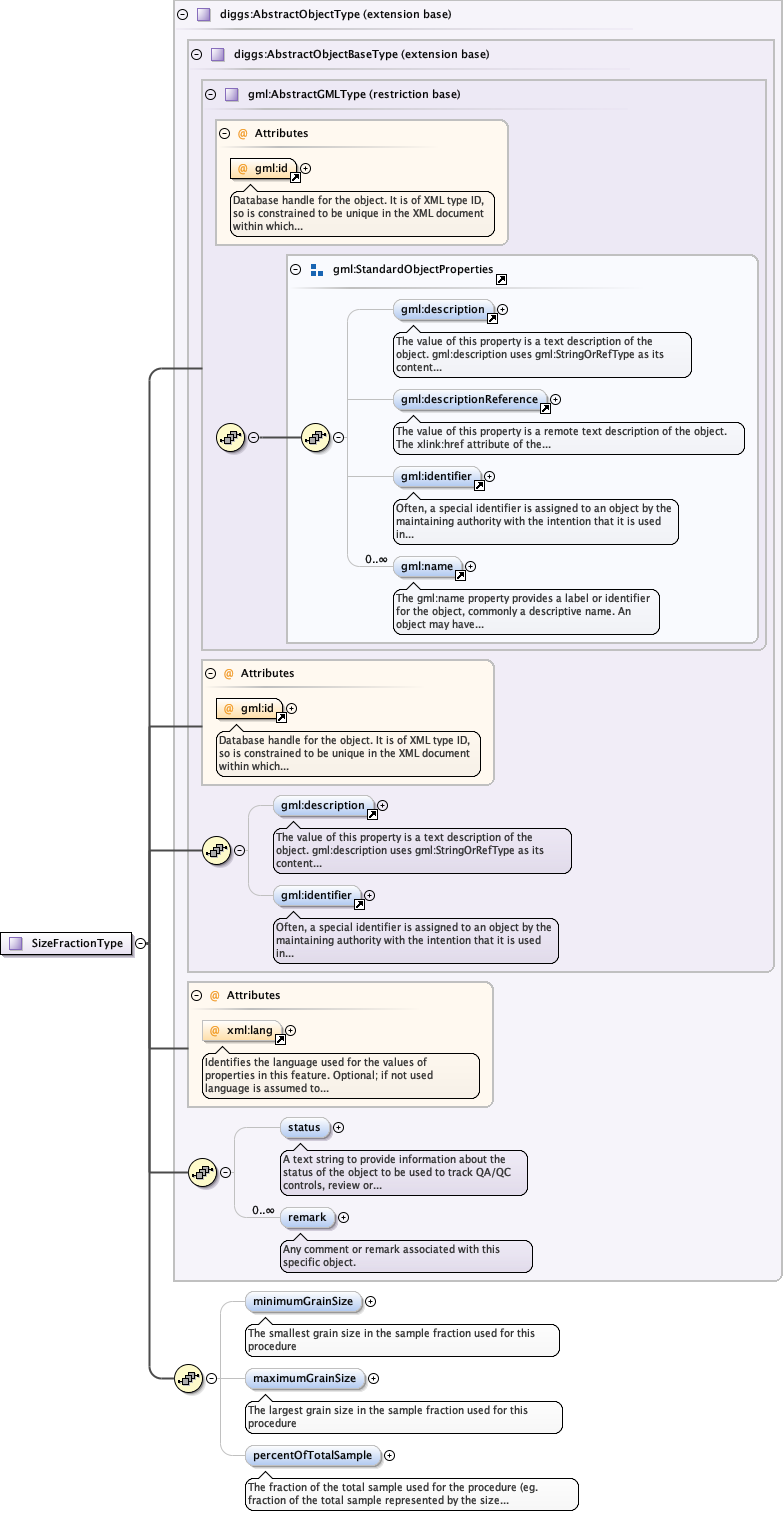 diggs:AbstractObjectType (extension base)
diggs:AbstractObjectBaseType (extension base)
gml:AbstractGMLType (restriction base)
@ Attributes
@ gml:id
Database handle for the object. It is of XML type ID,
so is constrained to be unique in the XML document
within which...
gml:StandardObjectProperties
gml:description
The value of this property is a text description of the
object. gml:description uses gml:StringOrRefType as its
content...
gml:descriptionReference
The value of this property is a remote text description of the object.
The xlink:href attribute of the...
gml:identifier
Often, a special identifier is assigned to an object by the
maintaining authority with the intention that it is used
in...
0..∞
gml:name
The gml:name property provides a label or identifier
for the object, commonly a descriptive name. An
object may have...
@ Attributes
@ gml:id
Database handle for the object. It is of XML type ID,
so is constrained to be unique in the XML document
within which...
gml:description
The value of this property is a text description of the
object. gml:description uses gml:StringOrRefType as its
content...
gml:identifier
Often, a special identifier is assigned to an object by the
maintaining authority with the intention that it is used
in...
SizeFractionType
@ Attributes
@ xml:lang
Identifies the language used for the values of
properties in this feature. Optional; if not used
language is assumed to...
status
A text string to provide information about the
status of the object to be used to track QA/QC
controls, review or...
0..∞
remark
Any comment or remark associated with this
specific object.
minimumGrainSize
The smallest grain size in the sample fraction used for this
procedure
maximumGrainSize
The largest grain size in the sample fraction used for this
procedure
percentOfTotalSample
The fraction of the total sample used for the procedure (eg.
fraction of the total sample represented by the size...